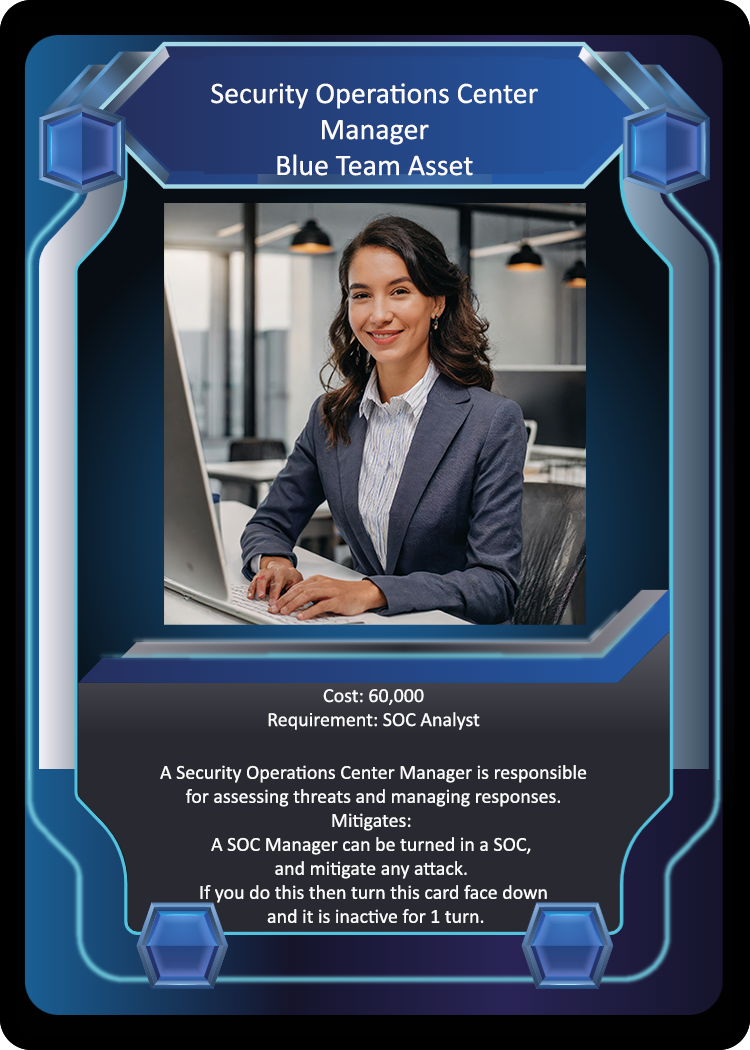 Security Operations Center
Manager
Blue Team Asset
Cost: 60,000
Requirement: SOC Analyst
A Security Operations Center Manager is responsible
for assessing threats and managing responses.
Mitigates:
A SOC Manager can be turned in a SOC,
and mitigate any attack.
If you do this then turn this card face down
and it is inactive for 1 turn.